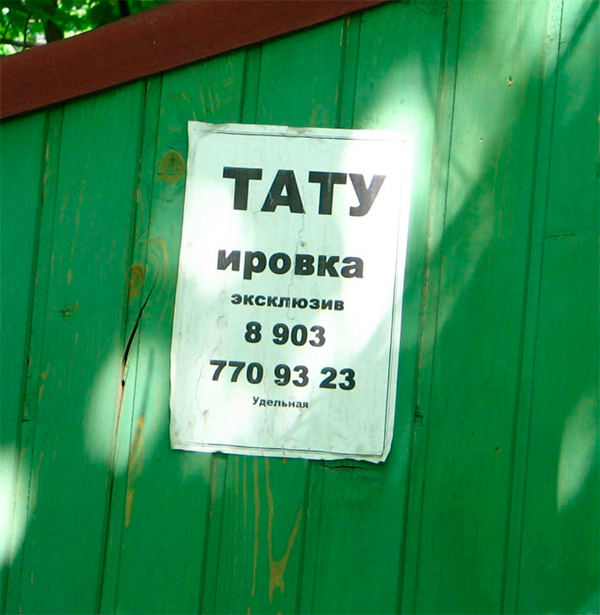 ТАТУ
ировка
эксклюзив
8 903
770 93 23
Удельная